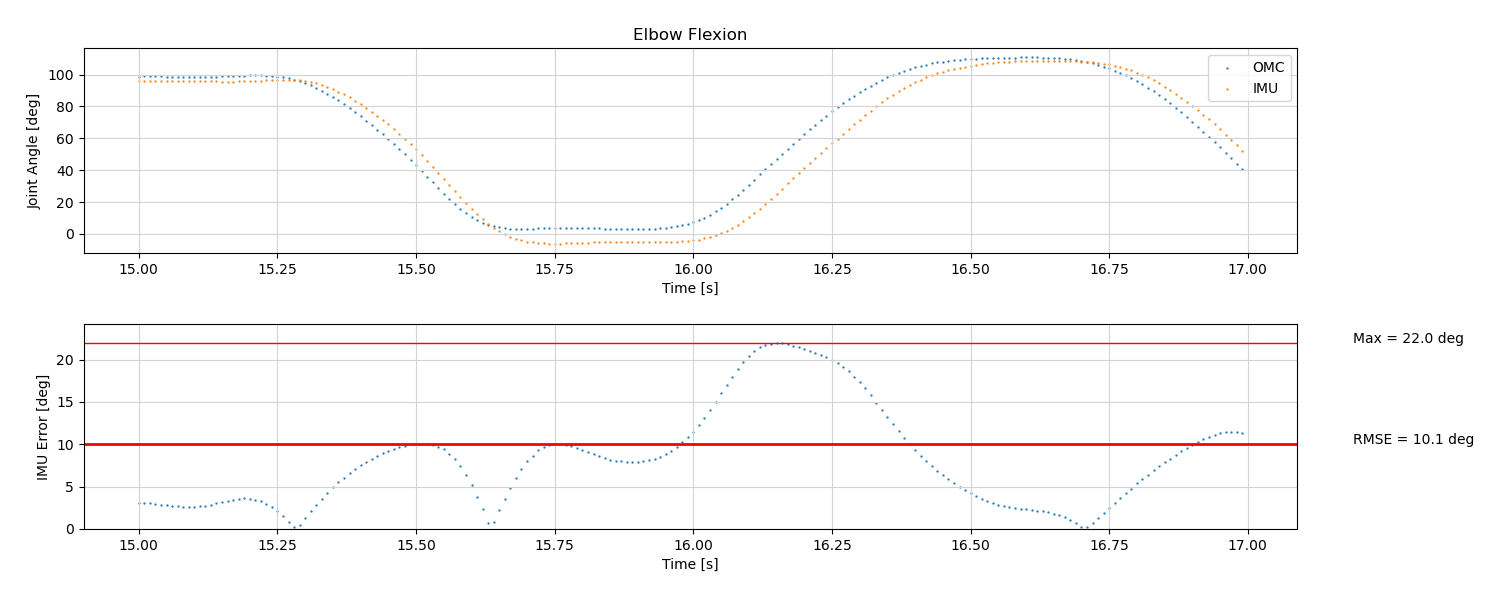 Elbow Flexion
Joint Angle [deg]
100
80
60
40
20
0
OMC
IMU
15.00 15.25 15.50 15.75 16.00 16.25 16.50 16.75 17.00
Time [s]
IMU Error [deg]
20
15
10
5
0
Max = 22.0 deg
RMSE = 10.1 deg
15.00 15.25 15.50 15.75 16.00 16.25 16.50 16.75 17.00
Time [s]